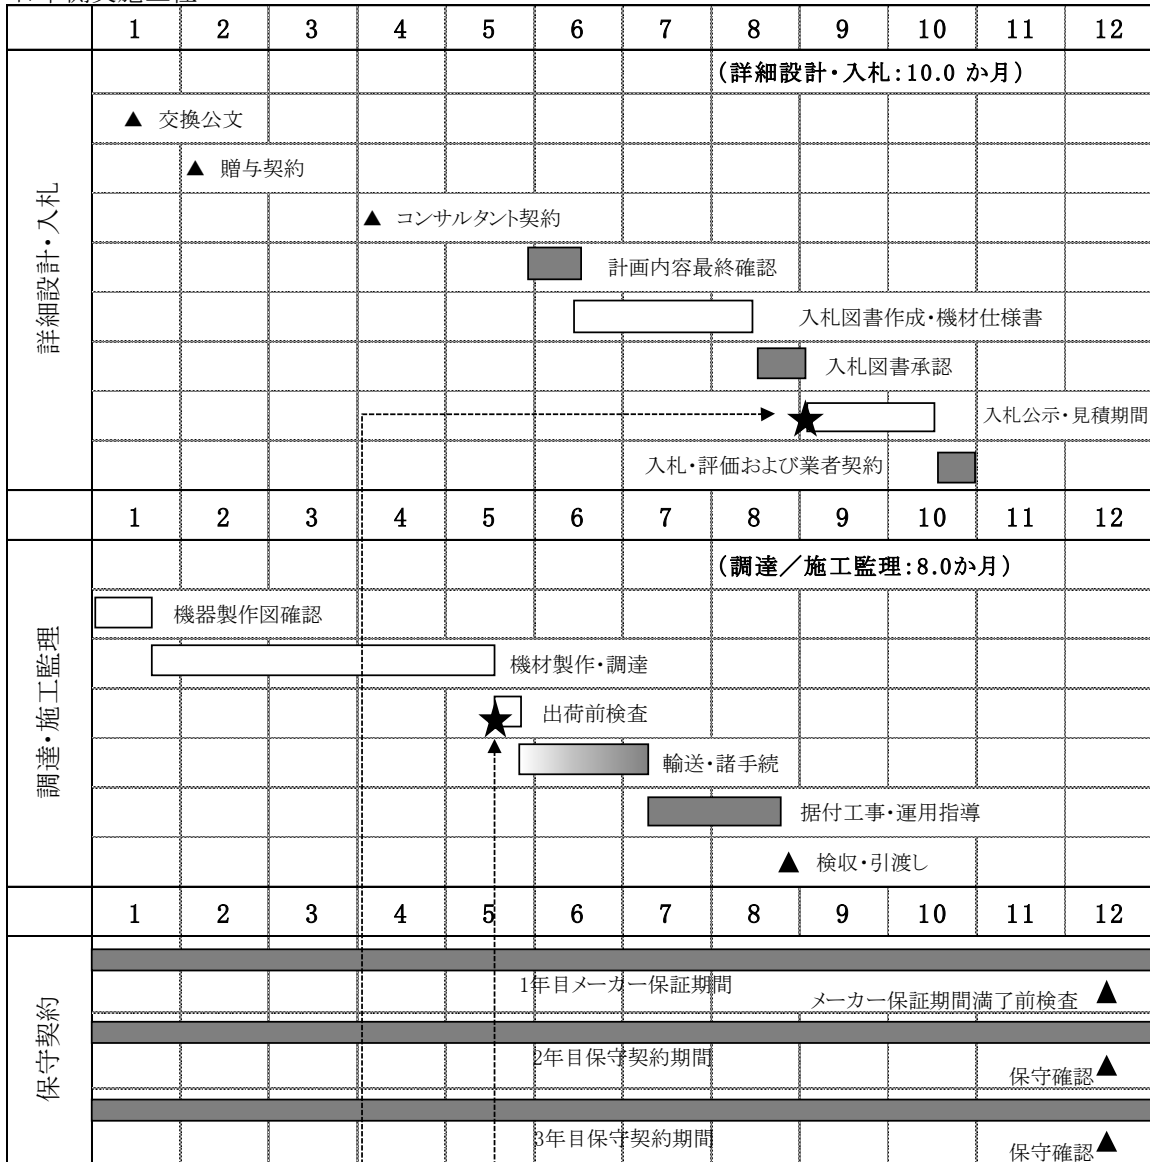 1 2 3 4 5 6 7 8 9 10 11 12
詳細設計・入札
(詳細設計・入札:10.0 か月)
▲ 交換公文
▲ 贈与契約
▲ コンサルタント契約
計画内容最終確認
入札図書作成・機材仕様書
入札図書承認
★ 入札公示・見積期間
入札・評価および業者契約
1 2 3 4 5 6 7 8 9 10 11 12
調達・施工監理
(調達/施工監理:8.0か月)
機器製作図確認
機材製作・調達
★ 出荷前検査
輸送・諸手続
据付工事・運用指導
▲ 検収・引渡し
1 2 3 4 5 6 7 8 9 10 11 12
保守契約
1年目メーカー保証期間
メーカー保証期間満了前検査 ▲
2年目保守契約期間
保守確認 ▲
3年目保守契約期間
保守確認 ▲